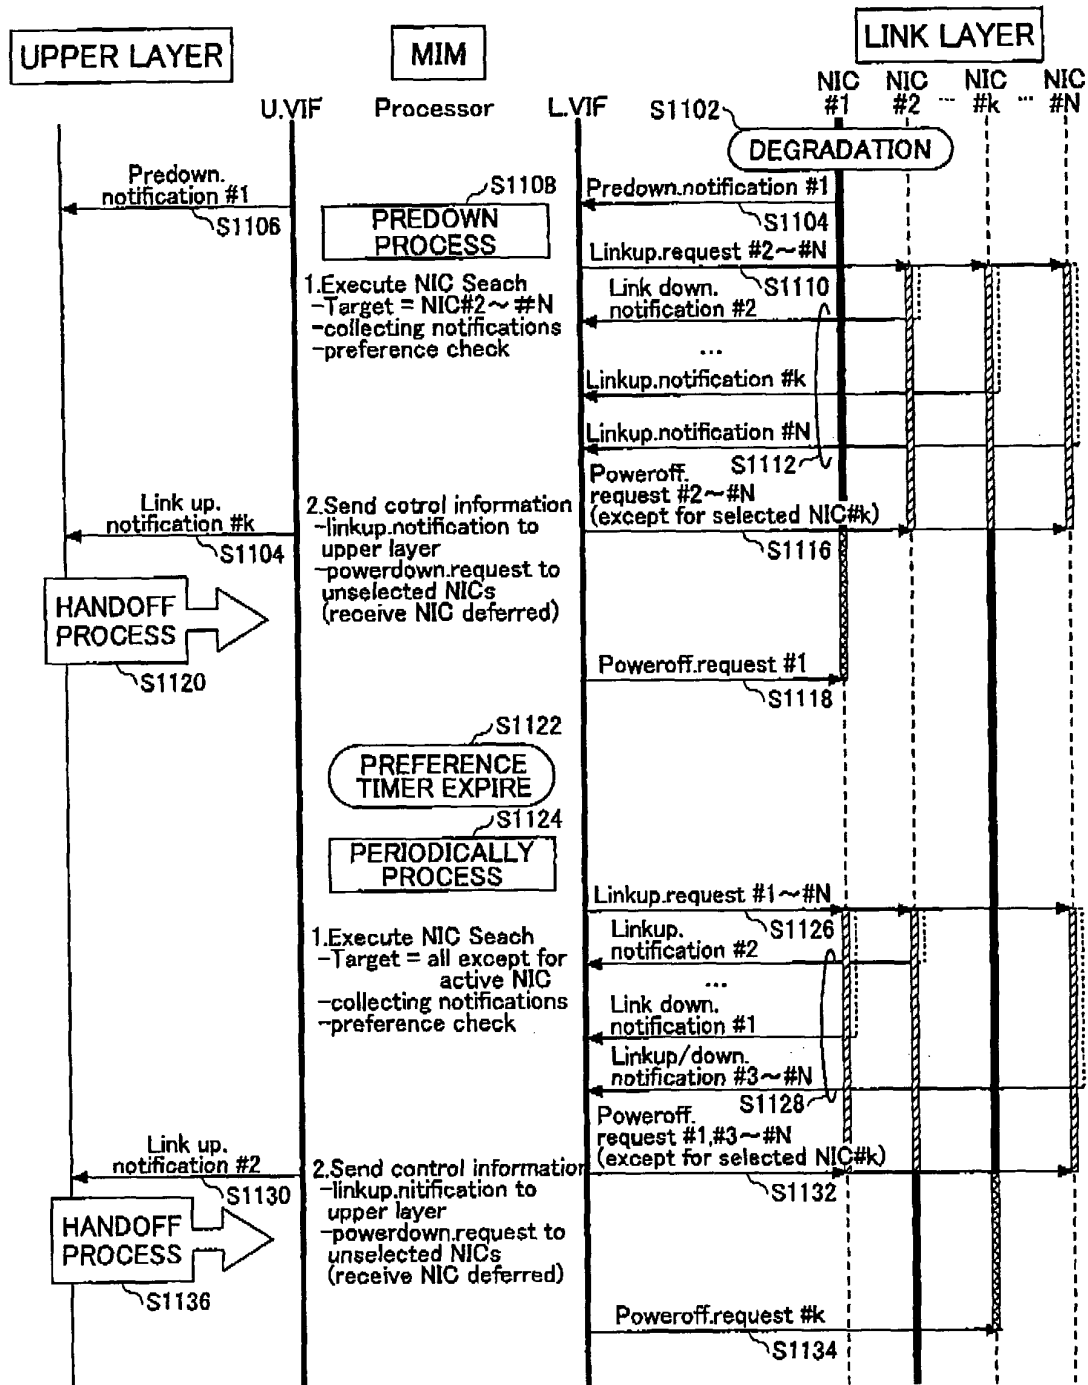 UPPER LAYER
MIM
LINK LAYER
U.VIF
Processor
L.VIF
NIC #1
NIC #2
...
NIC #k
...
NIC #N
S1102
DEGRADATION
Predown.
notification #1
S1106
S1108
PREDOWN
PROCESS
Predown.notification #1
S1104
Linkup.request #2~#N
S1110
1.Execute NIC Seach
-Target = NIC#2~#N
-collecting notifications
-preference check
Link down.
notification #2
...
Linkup.notification #k
Linkup.notification #N
S1112
Poweroff.
request #2~#N
(except for selected NIC#k)
S1116
Link up.
notification #k
S1104
2.Send cotrol information
-linkup.notification to
upper layer
-powerdown.request to
unselected NICs
(receive NIC deferred)
HANDOFF
PROCESS
S1120
Poweroff.request #1
S1118
S1122
PREFERENCE
TIMER EXPIRE
S1124
PERIODICALLY
PROCESS
Linkup.request #1~#N
S1126
1.Execute NIC Seach
-Target = all except for
active NIC
-collecting notifications
-preference check
Linkup.
notification #2
...
Link down.
notification #1
Linkup/down.
notification #3~#N
S1128
Poweroff.
request #1,#3~#N
(except for selected NIC#k)
S1132
Link up.
notification #2
S1130
2.Send control information
-linkup.nitification to
upper layer
-powerdown.request to
unselected NICs
(receive NIC deferred)
HANDOFF
PROCESS
S1136
Poweroff.request #k
S1134